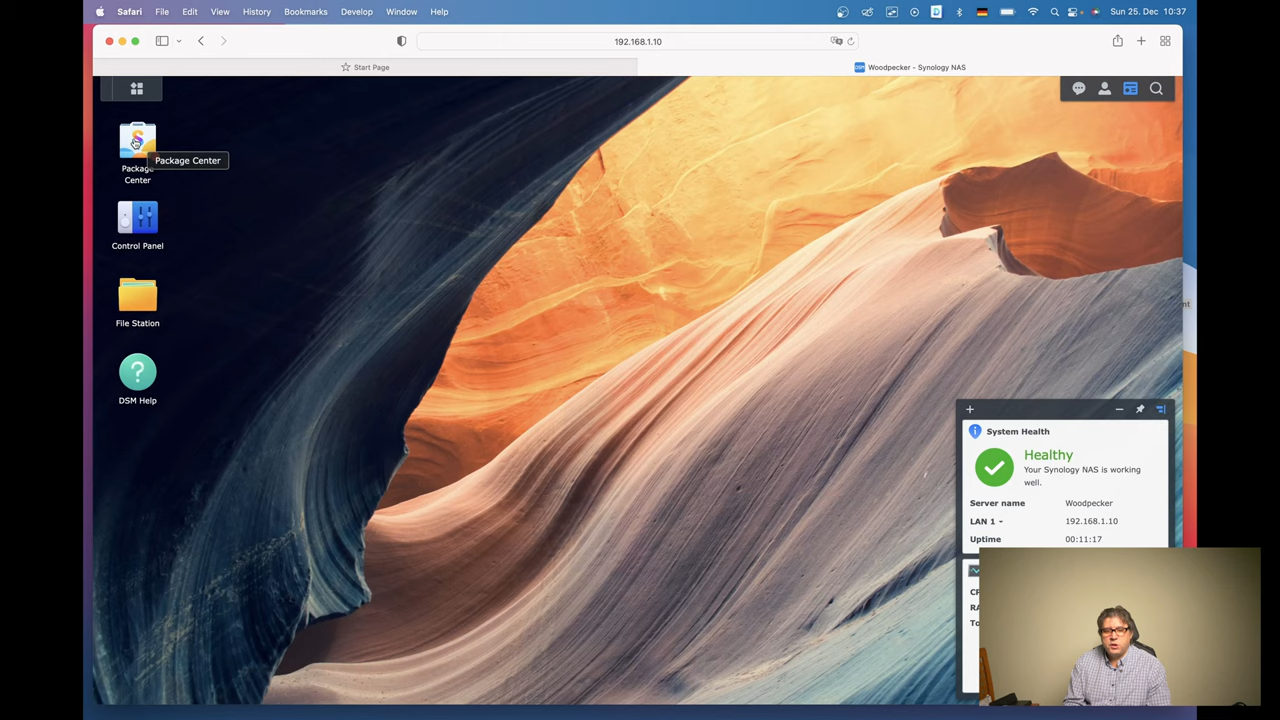 Safari File Edit View History Bookmarks Develop Window Help
Sun 25. Dec 10:37
192.168.1.10
Start Page
DSM Woodpecker - Synology NAS
Package
Center
Package Center
Control Panel
File Station
?
DSM Help
System Health
Healthy
Your Synology NAS is working
well.
Server name Woodpecker
LAN 1 192.168.1.10
Uptime 00:11:17